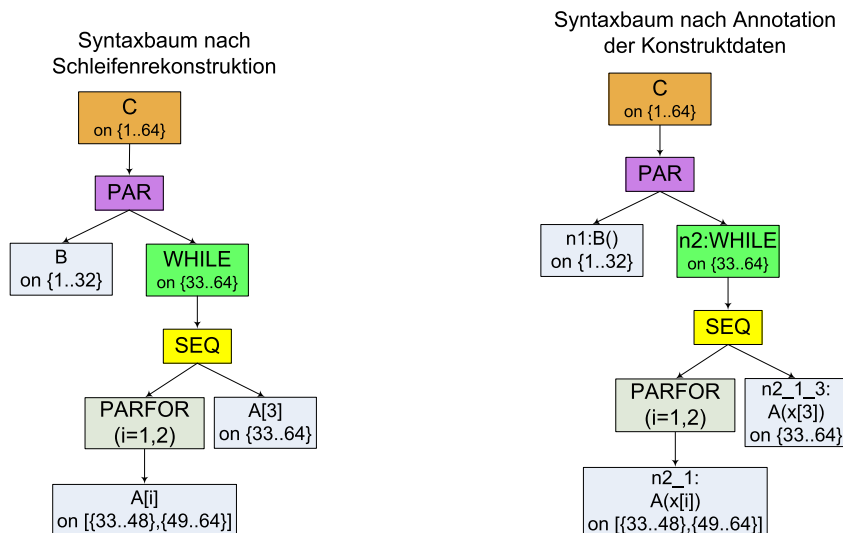 Syntaxbaum nach
Schleifenrekonstruktion
C
on {1..64}
PAR
B
on {1..32}
WHILE
on {33..64}
SEQ
PARFOR
(i=1,2)
A[3]
on {33..64}
A[i]
on [{33..48},{49..64}]
Syntaxbaum nach Annotation
der Konstruktdaten
C
on {1..64}
PAR
n1:B()
on {1..32}
n2:WHILE
on {33..64}
SEQ
PARFOR
(i=1,2)
n2_1_3:
A(x[3])
on {33..64}
n2_1:
A(x[i])
on [{33..48},{49..64}]